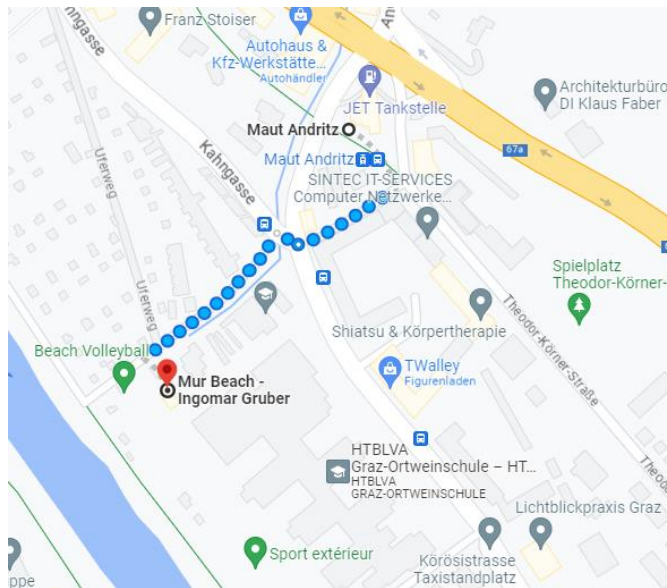 Franz Stoiser
Autohaus &
Kfz-Werkstätte...
Autohändler
JET Tankstelle
Architekturbüro
DI Klaus Faber
Maut Andritz
67a
Kahngasse
Maut Andritz
SINTEC IT-SERVICES
Computer Netzwerke...
Uferweg
Spielplatz
Theodor-Körner-
Theodor-Körner-Straße
Uferweg
Shiatsu & Körpertherapie
Beach Volleyball
TWalley
Figurenladen
Mur Beach -
Ingomar Gruber
HTBLVA
Graz-Ortweinschule – HT...
HTBLVA
GRAZ-ORTWEINSCHULE
Lichtblickpraxis Graz
Sport extérieur
Körösistrasse
Taxistandplatz
ppe